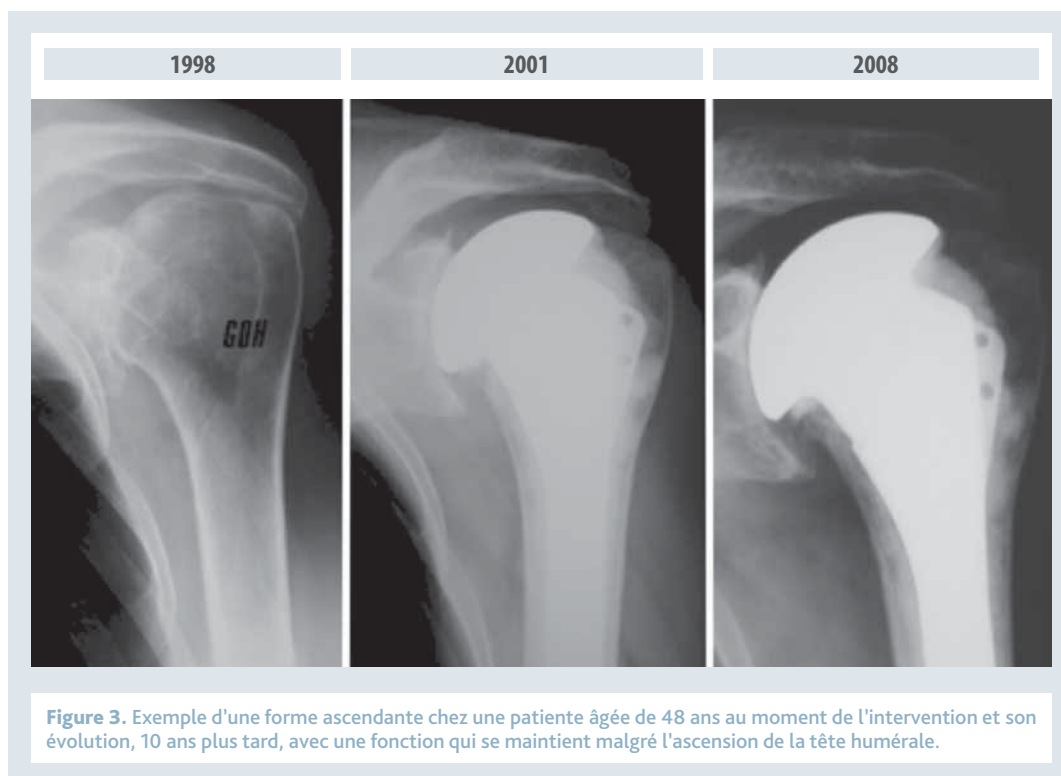 1998
2001
2008
GOH
Figure 3. Exemple d'une forme ascendante chez une patiente âgée de 48 ans au moment de l'intervention et son
évolution, 10 ans plus tard, avec une fonction qui se maintient malgré l'ascension de la tête humérale.